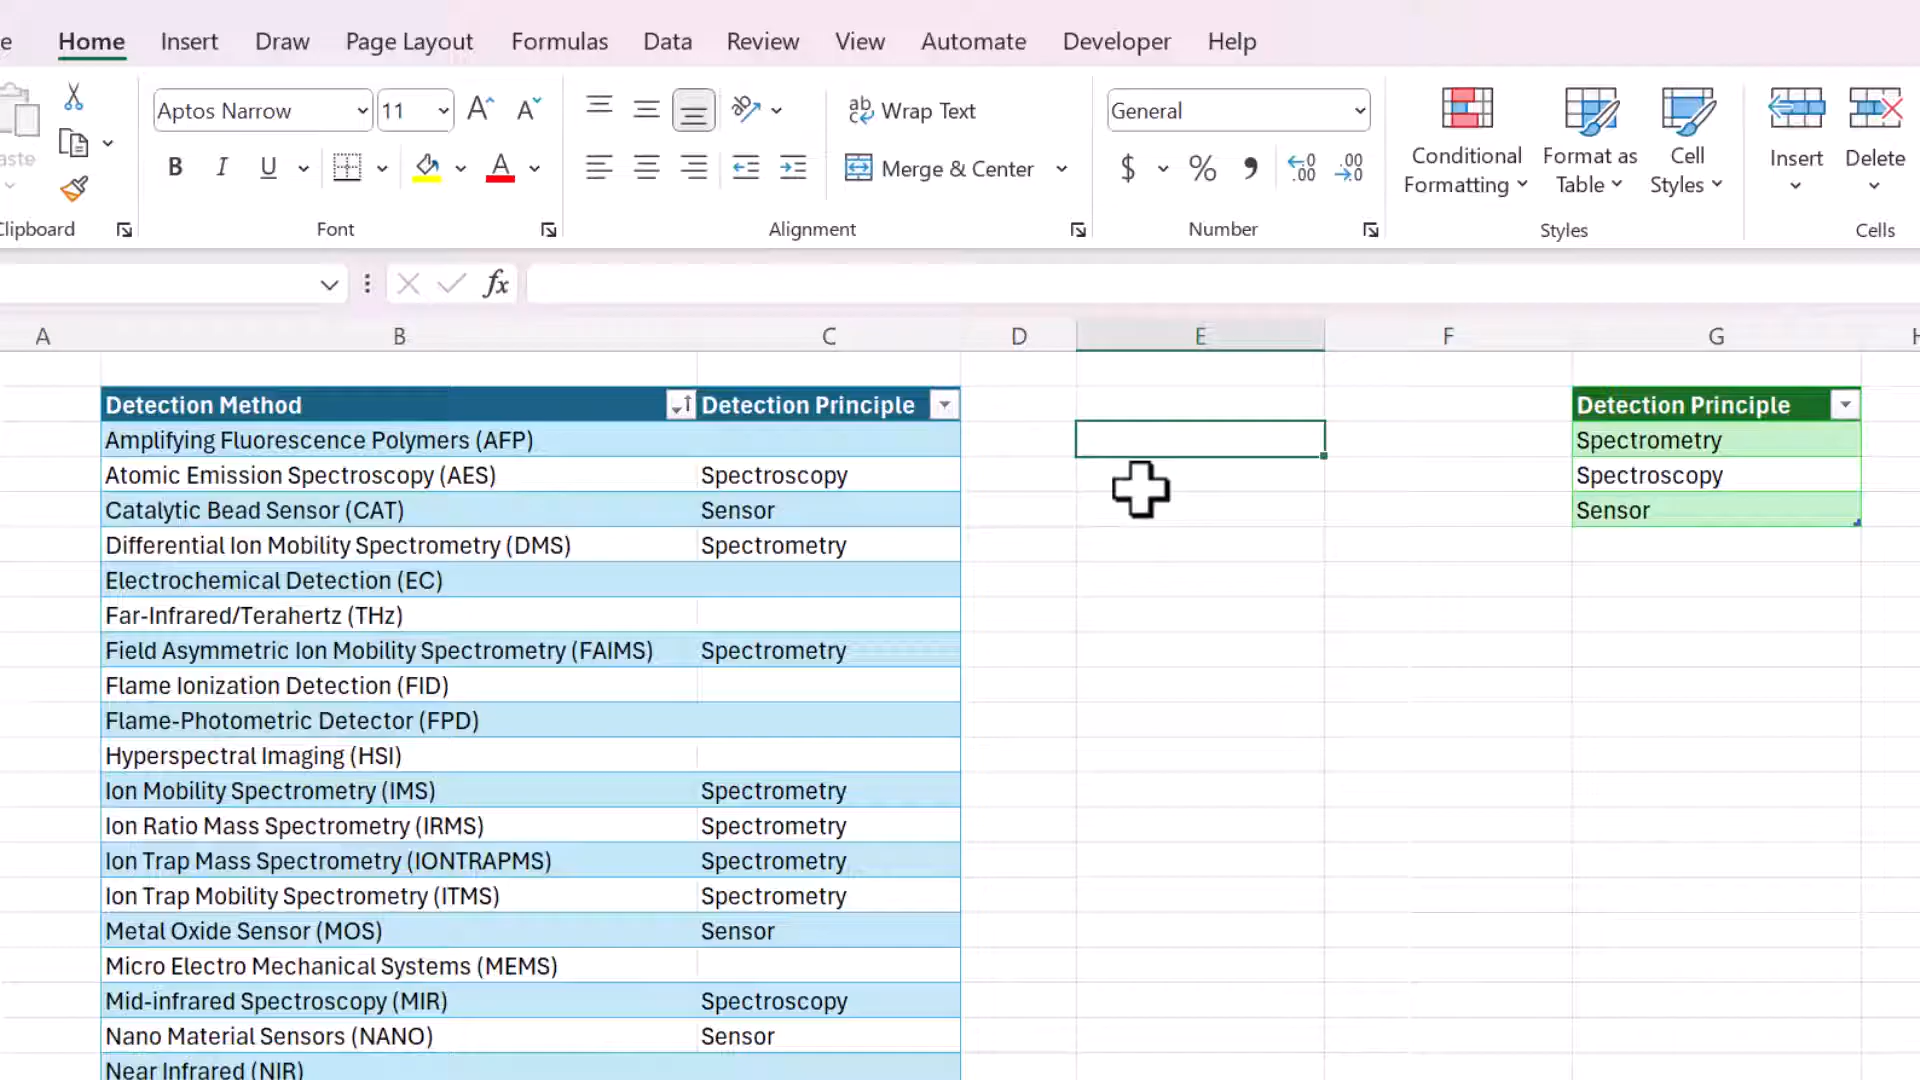 e Home Insert Draw Page Layout Formulas Data Review View Automate Developer Help
Aptos Narrow 11 A A ab Wrap Text General
aste B I U A Merge & Center $ % , .00 .00
Conditional Formatting Format as Table Cell Styles Insert Delete
lipboard Font Alignment Number Styles Cells
fx
A B C D E F G H
Detection Method Detection Principle Detection Principle
Amplifying Fluorescence Polymers (AFP) Spectrometry
Atomic Emission Spectroscopy (AES) Spectroscopy Spectroscopy
Catalytic Bead Sensor (CAT) Sensor Sensor
Differential Ion Mobility Spectrometry (DMS) Spectrometry
Electrochemical Detection (EC)
Far-Infrared/Terahertz (THz)
Field Asymmetric Ion Mobility Spectrometry (FAIMS) Spectrometry
Flame Ionization Detection (FID)
Flame-Photometric Detector (FPD)
Hyperspectral Imaging (HSI)
Ion Mobility Spectrometry (IMS) Spectrometry
Ion Ratio Mass Spectrometry (IRMS) Spectrometry
Ion Trap Mass Spectrometry (IONTRAPMS) Spectrometry
Ion Trap Mobility Spectrometry (ITMS) Spectrometry
Metal Oxide Sensor (MOS) Sensor
Micro Electro Mechanical Systems (MEMS)
Mid-infrared Spectroscopy (MIR) Spectroscopy
Nano Material Sensors (NANO) Sensor
Near Infrared (NIR)